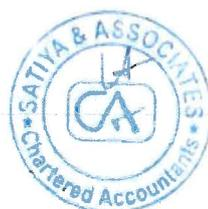 SATIYA & ASSOCIATES
CA
* Chartered Accountants *